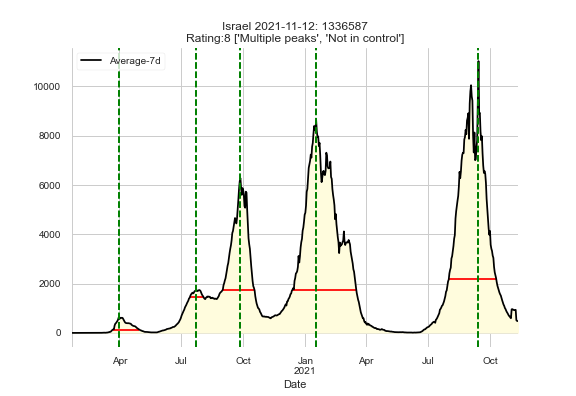 Israel 2021-11-12: 1336587
Rating:8 ['Multiple peaks', 'Not in control']
Average-7d
10000
8000
6000
4000
2000
0
Apr Jul Oct Jan Apr Jul Oct
2021
Date